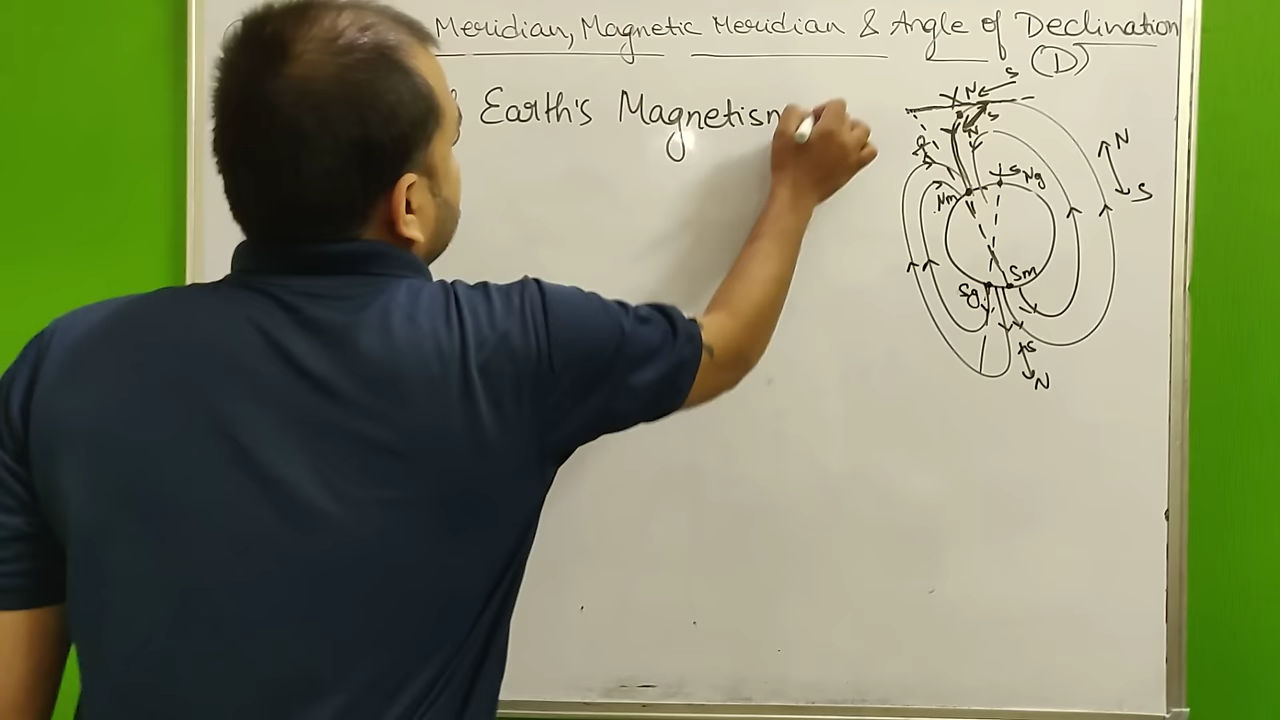 Meridian, Magnetic Meridian & Angle of Declination
(D)
Earth's Magnetism
N S
S
N
N
S
S Ng
Nm
Sm
Sg
S
N